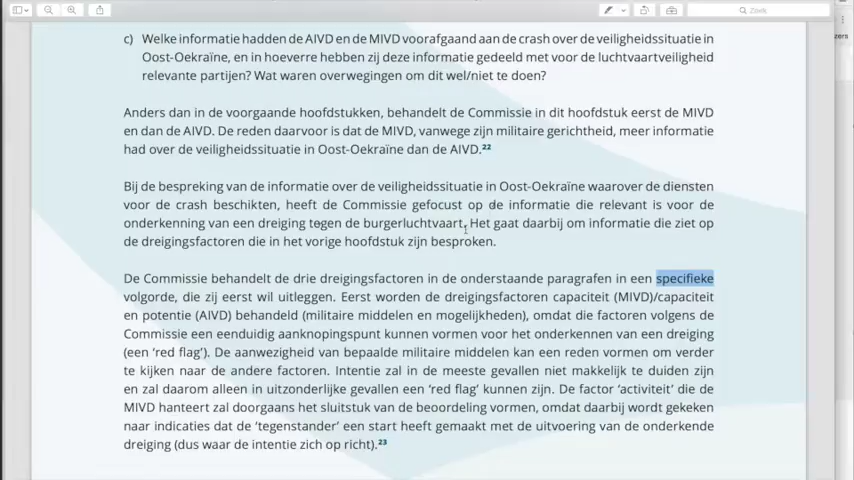 Zoek
c) Welke informatie hadden de AIVD en de MIVD voorafgaand aan de crash over de veiligheidssituatie in
Oost-Oekraïne, en in hoeverre hebben zij deze informatie gedeeld met voor de luchtvaartveiligheid
relevante partijen? Wat waren overwegingen om dit wel/niet te doen?
Anders dan in de voorgaande hoofdstukken, behandelt de Commissie in dit hoofdstuk eerst de MIVD
en dan de AIVD. De reden daarvoor is dat de MIVD, vanwege zijn militaire gerichtheid, meer informatie
had over de veiligheidssituatie in Oost-Oekraïne dan de AIVD.22
Bij de bespreking van de informatie over de veiligheidssituatie in Oost-Oekraïne waarover de diensten
voor de crash beschikten, heeft de Commissie gefocust op de informatie die relevant is voor de
onderkenning van een dreiging tegen de burgerluchtvaart. Het gaat daarbij om informatie die ziet op
de dreigingsfactoren die in het vorige hoofdstuk zijn besproken.
De Commissie behandelt de drie dreigingsfactoren in de onderstaande paragrafen in een specifieke
volgorde, die zij eerst wil uitleggen. Eerst worden de dreigingsfactoren capaciteit (MIVD)/capaciteit
en potentie (AIVD) behandeld (militaire middelen en mogelijkheden), omdat die factoren volgens de
Commissie een eenduidig aanknopingspunt kunnen vormen voor het onderkennen van een dreiging
(een ‘red flag’). De aanwezigheid van bepaalde militaire middelen kan een reden vormen om verder
te kijken naar de andere factoren. Intentie zal in de meeste gevallen niet makkelijk te duiden zijn
en zal daarom alleen in uitzonderlijke gevallen een ‘red flag’ kunnen zijn. De factor ‘activiteit’ die de
MIVD hanteert zal doorgaans het sluitstuk van de beoordeling vormen, omdat daarbij wordt gekeken
naar indicaties dat de ‘tegenstander’ een start heeft gemaakt met de uitvoering van de onderkende
dreiging (dus waar de intentie zich op richt).23